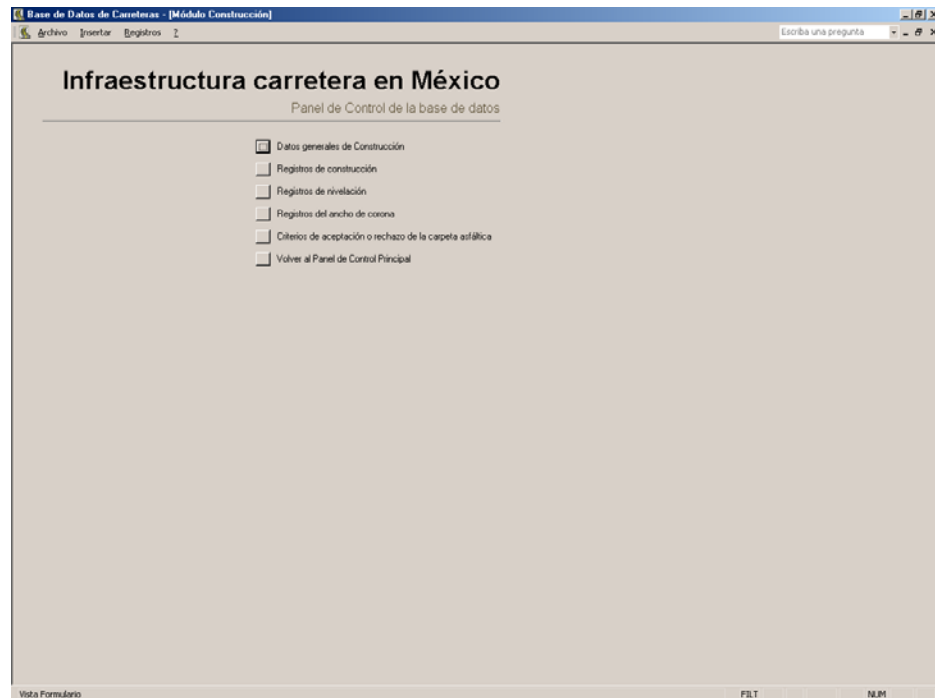 Base de Datos de Carreteras - [Módulo Construcción]
Archivo Insertar Registros ?
Escriba una pregunta
Infraestructura carretera en México
Panel de Control de la base de datos
Datos generales de Construcción
Registros de construcción
Registros de nivelación
Registros del ancho de corona
Criterios de aceptación o rechazo de la carpeta asfáltica
Volver al Panel de Control Principal
Vista Formulario
FILT NUM